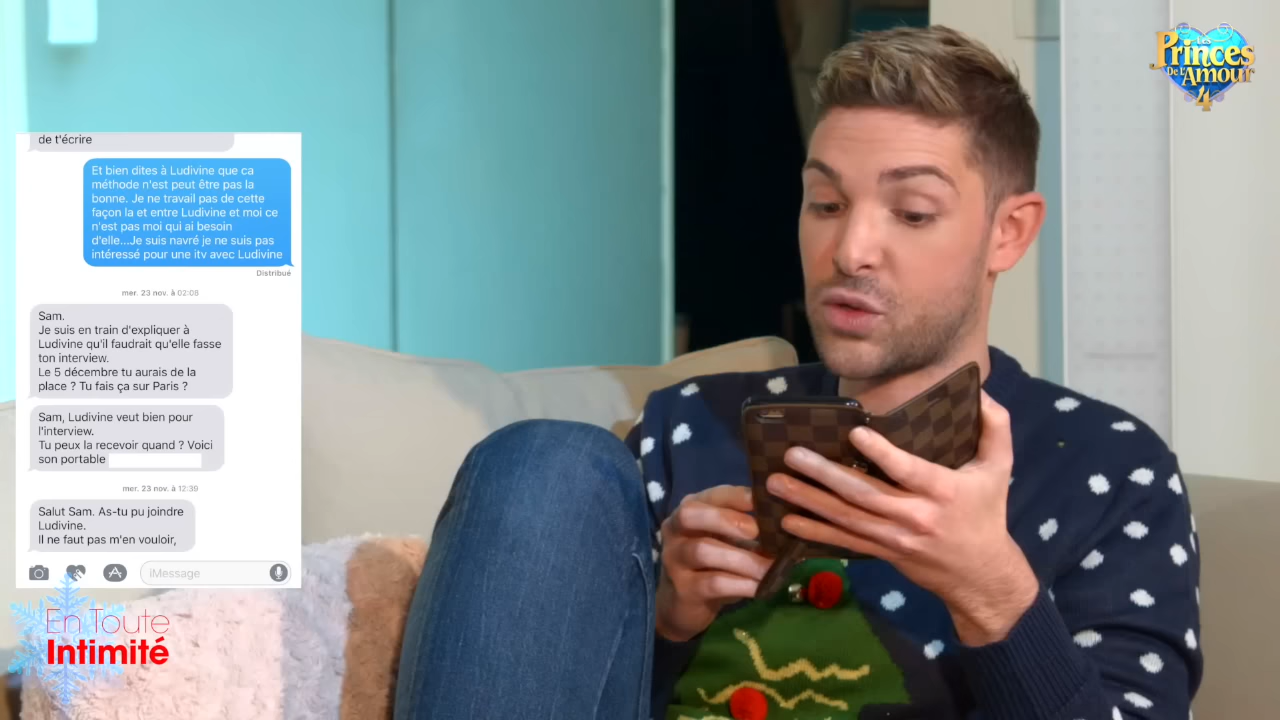 de t'écrire
Et bien dites à Ludivine que ca
méthode n'est peut être pas la
bonne. Je ne travail pas de cette
façon la et entre Ludivine et moi ce
n'est pas moi qui ai besoin
d'elle...Je suis navré je ne suis pas
intéressé pour une itv avec Ludivine
Distribué
mer. 23 nov. à 02:08
Sam.
Je suis en train d'expliquer à
Ludivine qu'il faudrait qu'elle fasse
ton interview.
Le 5 décembre tu aurais de la
place ? Tu fais ça sur Paris ?
Sam, Ludivine veut bien pour
l'interview.
Tu peux la recevoir quand ? Voici
son portable
mer. 23 nov. à 12:39
Salut Sam. As-tu pu joindre
Ludivine.
Il ne faut pas m'en vouloir,
iMessage
En Toute
Intimité
Les
Princes
De L'Amour
4